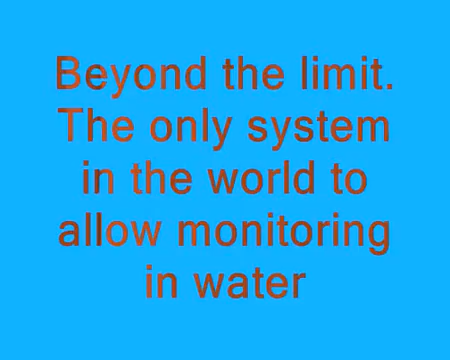 Beyond the limit.
The only system
in the world to
allow monitoring
in water